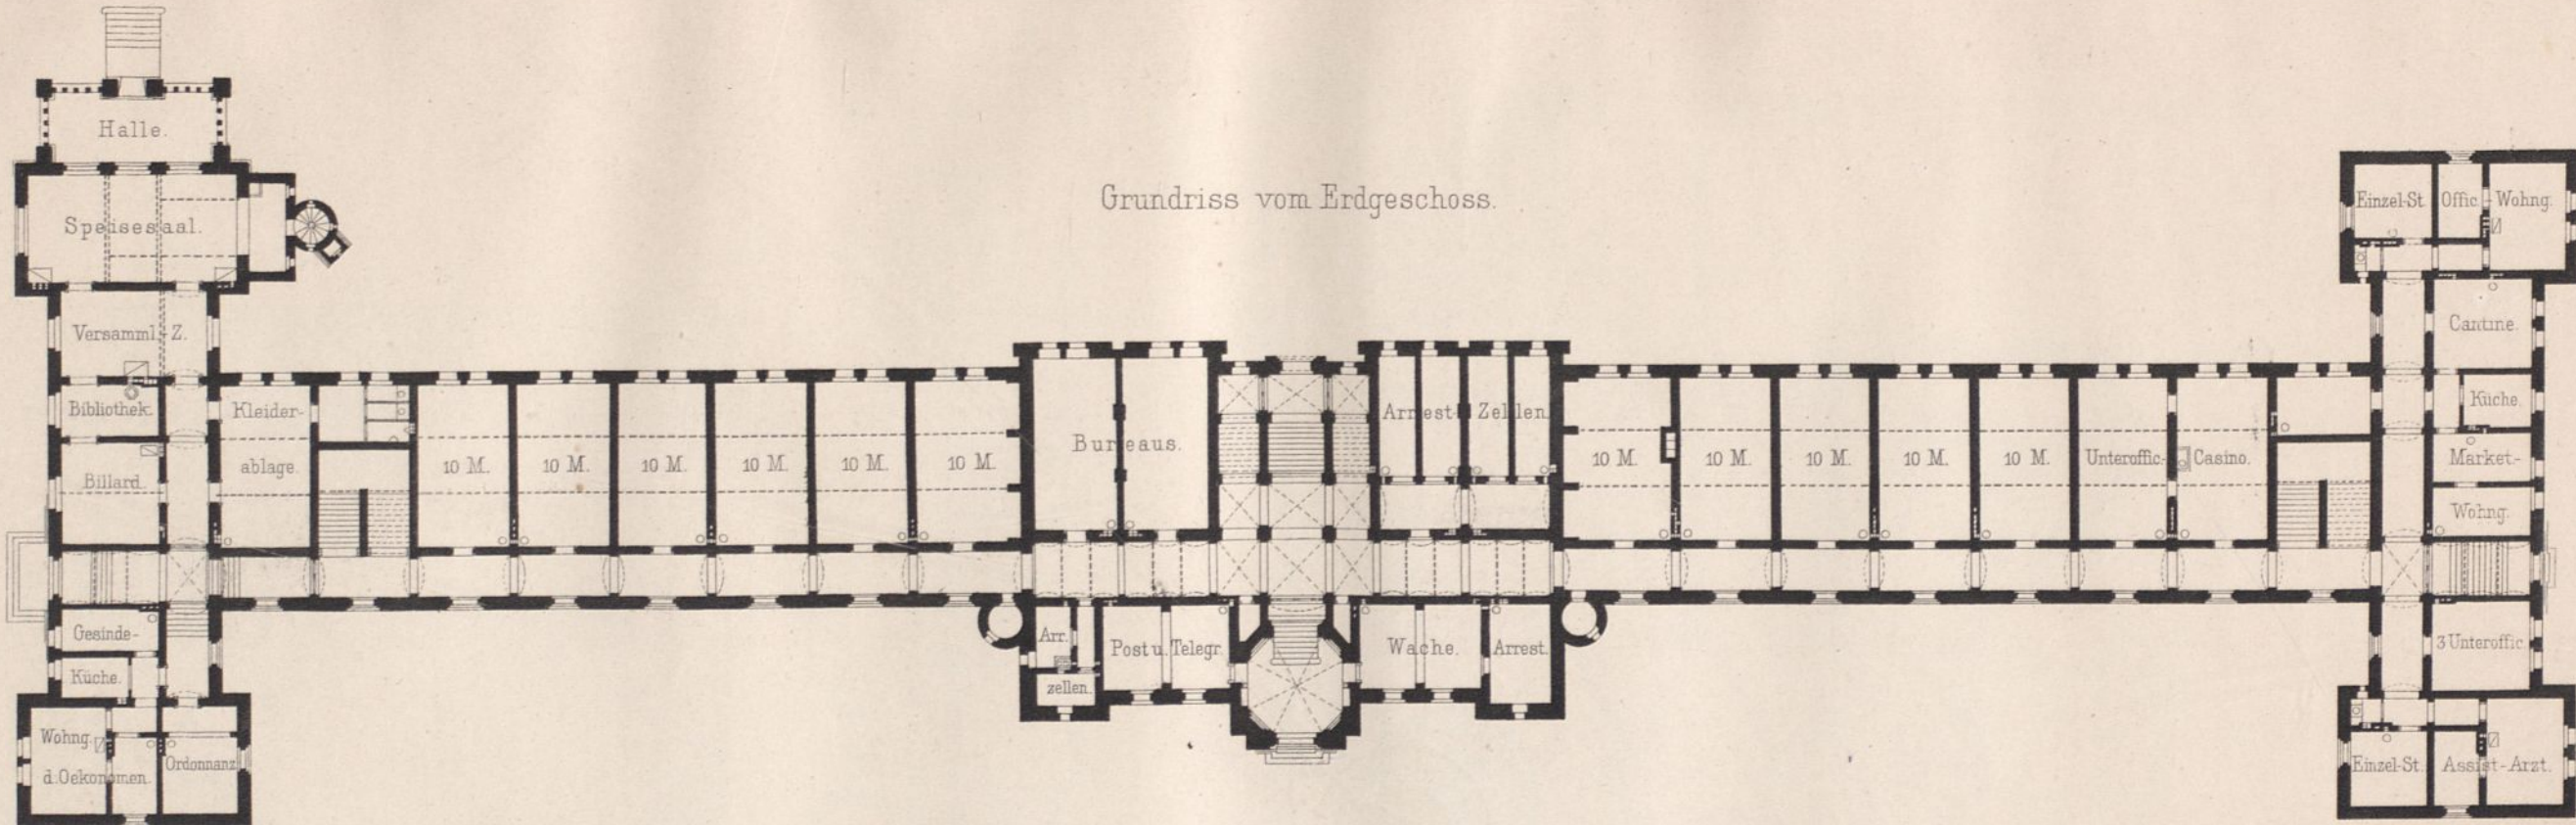 Grundriss vom Erdgeschoss.
Halle.
Speisesaal.
Versamml.-Z.
Bibliothek.
Billard.
Kleider-
ablage.
10 M.
10 M.
10 M.
10 M.
10 M.
10 M.
Bureaus.
Arrest- Zellen.
10 M.
10 M.
10 M.
10 M.
10 M.
Unteroffic.- Casino.
Einzel-St.
Offic.-Wohng.
Cantine.
Küche.
Market.-
Wohng.
3 Unteroffic.
Einzel-St.
Assist-Arzt.
Gesinde-
Küche.
Wohng.
d. Oekonomen.
Ordonnanz
Arr.
zellen.
Post u. Telegr.
Wache.
Arrest.